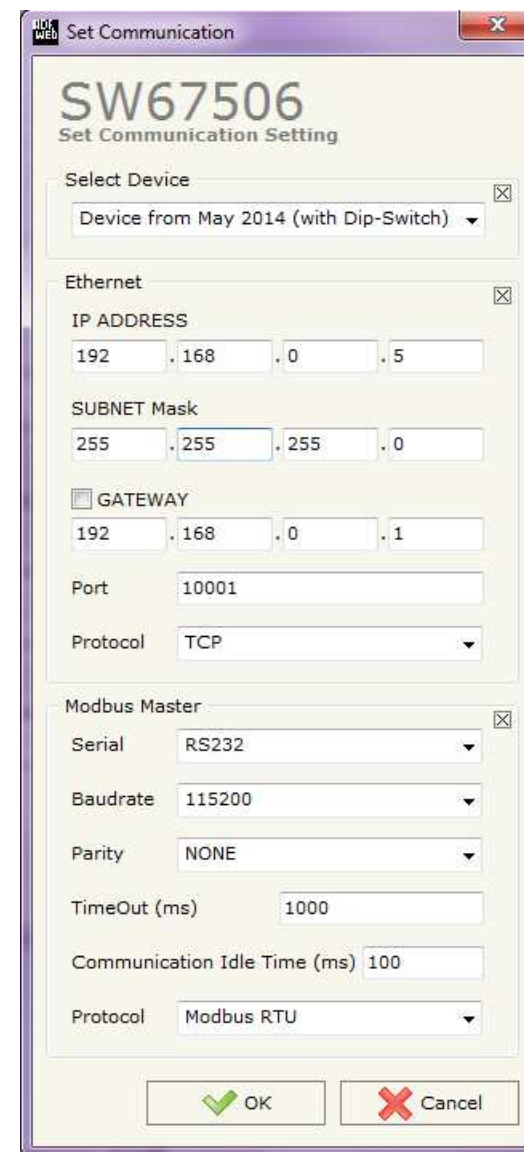 ADF
WEB
Set Communication
SW67506
Set Communication Setting
Select Device
Device from May 2014 (with Dip-Switch)
Ethernet
IP ADDRESS
192 . 168 . 0 . 5
SUBNET Mask
255 . 255 . 255 . 0
GATEWAY
192 . 168 . 0 . 1
Port 10001
Protocol TCP
Modbus Master
Serial RS232
Baudrate 115200
Parity NONE
TimeOut (ms) 1000
Communication Idle Time (ms) 100
Protocol Modbus RTU
OK Cancel